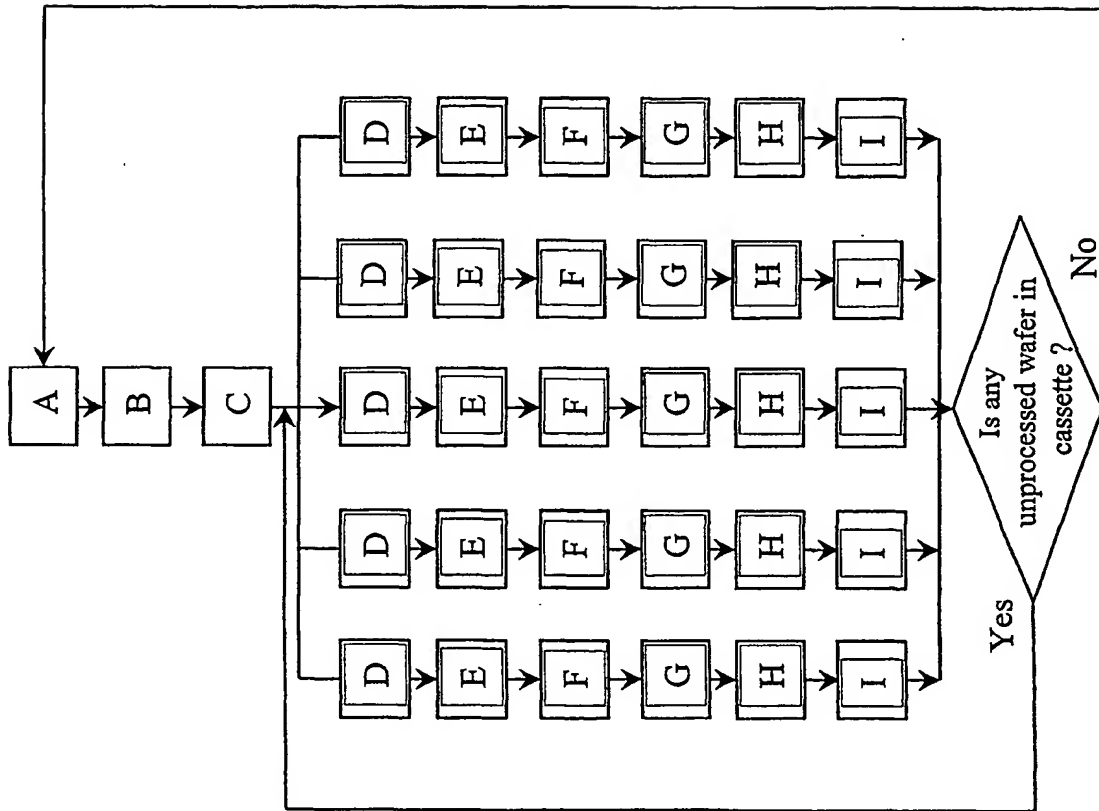 A
B
C
D D D D D
E E E E E
F F F F F
G G G G G
H H H H H
I I I I I
Is any
unprocessed wafer in
cassette ?
Yes
No